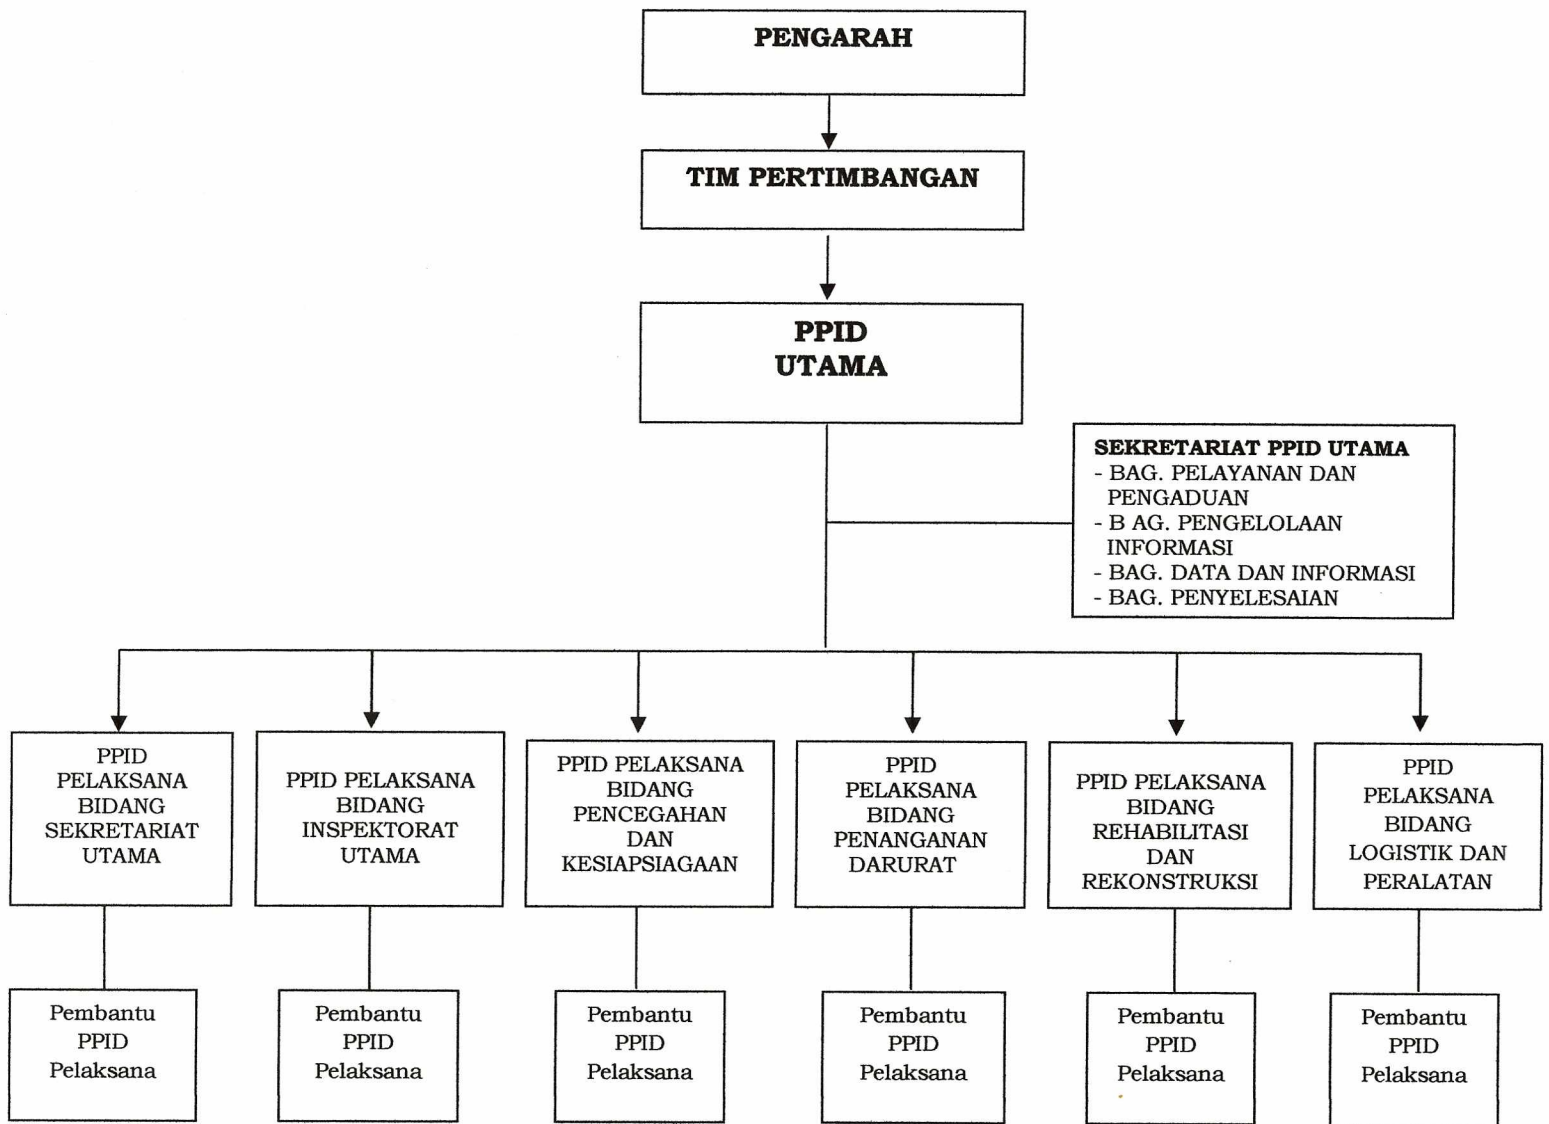 PENGARAH
TIM PERTIMBANGAN
PPID
UTAMA
SEKRETARIAT PPID UTAMA
- BAG. PELAYANAN DAN
PENGADUAN
- B AG. PENGELOLAAN
INFORMASI
- BAG. DATA DAN INFORMASI
- BAG. PENYELESAIAN
PPID
PELAKSANA
BIDANG
SEKRETARIAT
UTAMA
PPID PELAKSANA
BIDANG
INSPEKTORAT
UTAMA
PPID PELAKSANA
BIDANG
PENCEGAHAN
DAN
KESIAPSIAGAAN
PPID
PELAKSANA
BIDANG
PENANGANAN
DARURAT
PPID PELAKSANA
BIDANG
REHABILITASI
DAN
REKONSTRUKSI
PPID
PELAKSANA
BIDANG
LOGISTIK DAN
PERALATAN
Pembantu
PPID
Pelaksana
Pembantu
PPID
Pelaksana
Pembantu
PPID
Pelaksana
Pembantu
PPID
Pelaksana
Pembantu
PPID
Pelaksana
Pembantu
PPID
Pelaksana